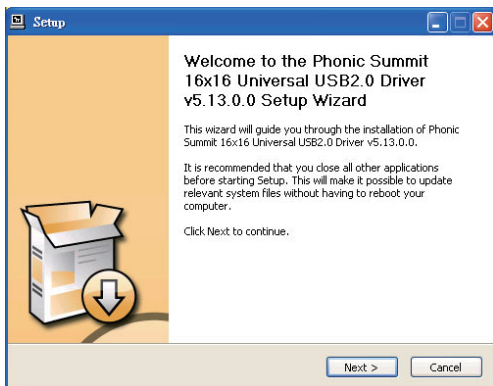 Setup
Welcome to the Phonic Summit
16x16 Universal USB2.0 Driver
v5.13.0.0 Setup Wizard
This wizard will guide you through the installation of Phonic
Summit 16x16 Universal USB2.0 Driver v5.13.0.0.
It is recommended that you close all other applications
before starting Setup. This will make it possible to update
relevant system files without having to reboot your
computer.
Click Next to continue.
Next >
Cancel